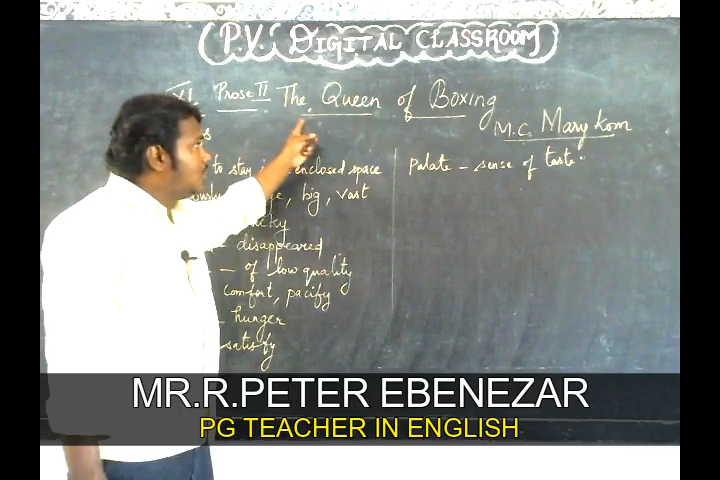 P.V. DIGITAL CLASSROOM
XI. Prose II The Queen of Boxing
M.C. Mary Kom
to stay in enclosed space
big, vast
disappeared
- of low quality
comfort, pacify
hunger
satisfy
palate - sense of taste.
MR.R.PETER EBENEZAR
PG TEACHER IN ENGLISH